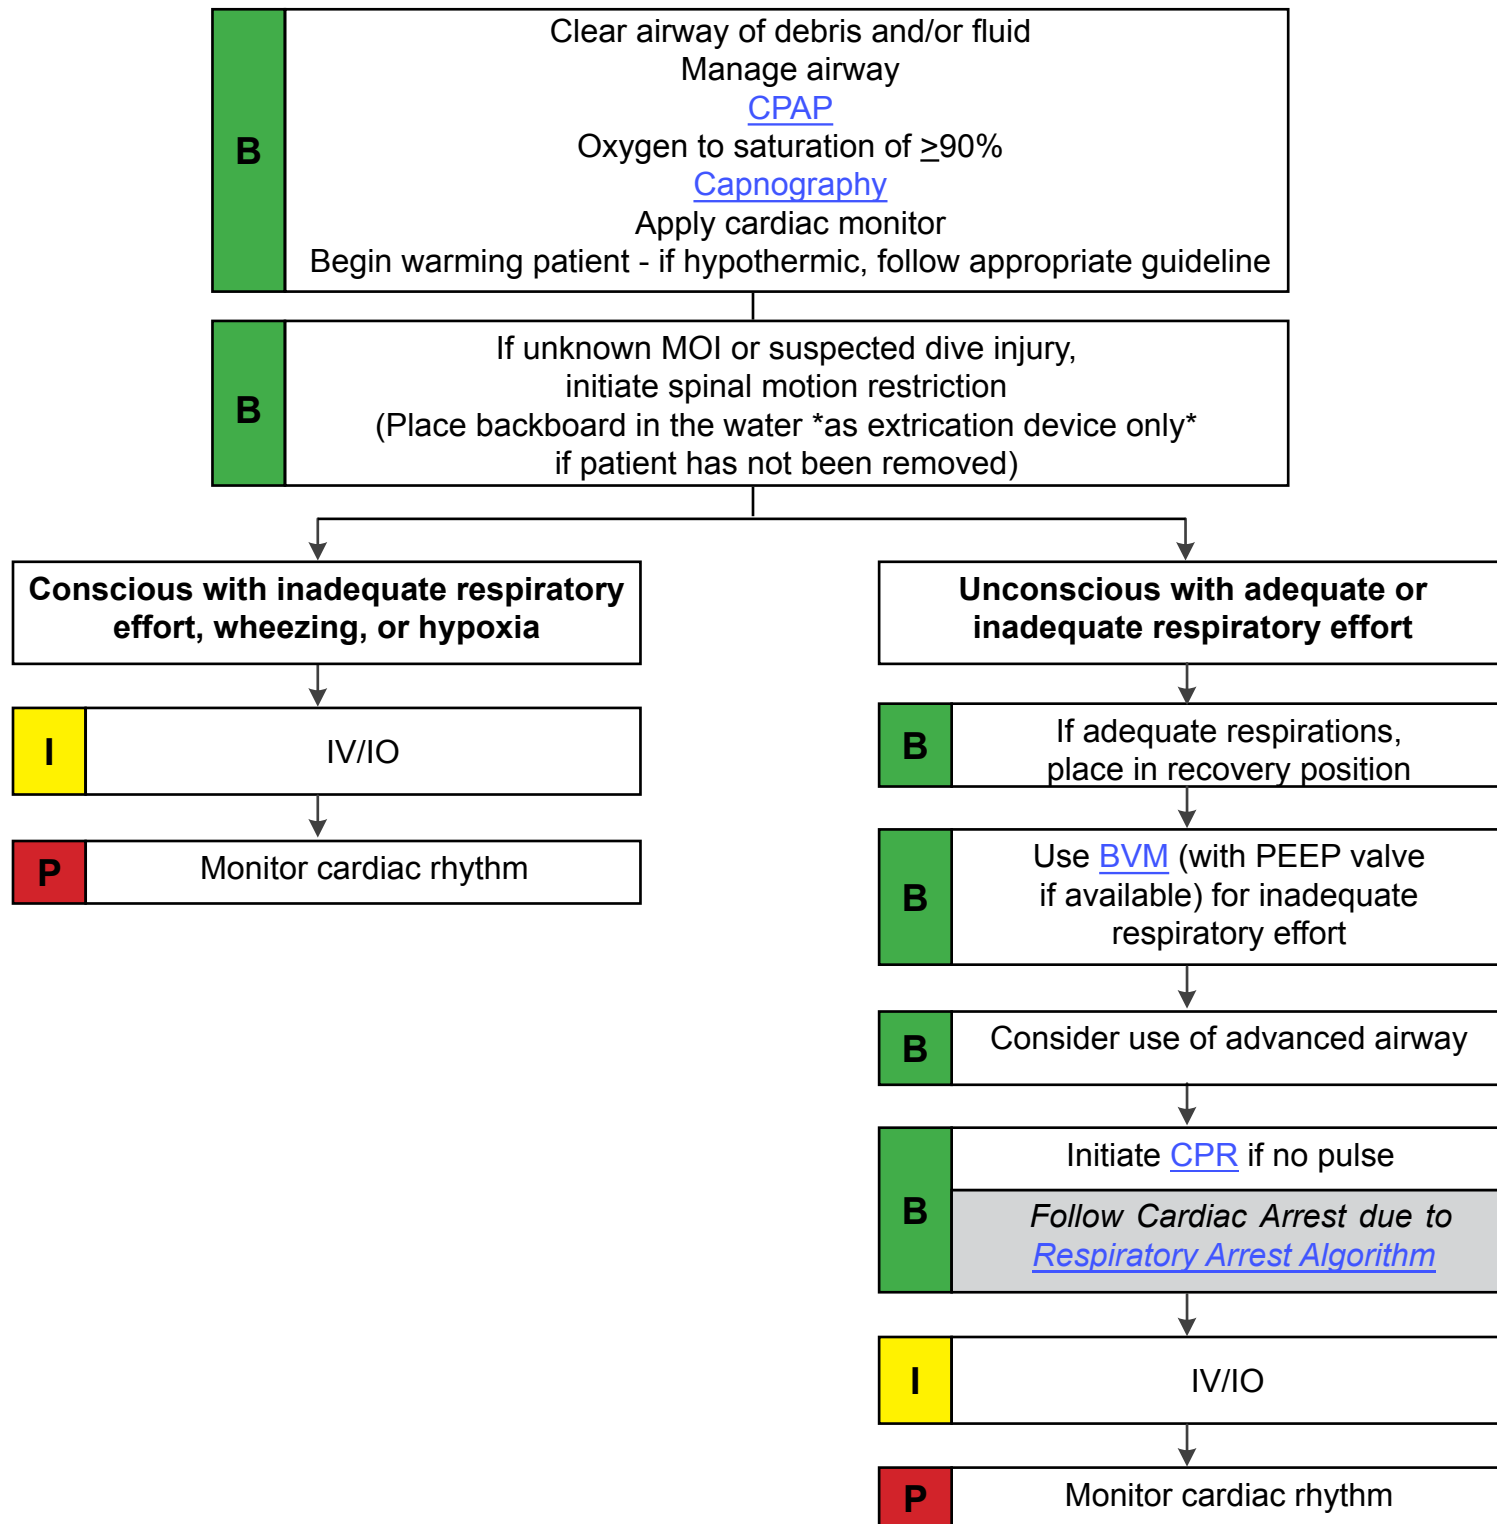 B
Clear airway of debris and/or fluid
Manage airway
CPAP
Oxygen to saturation of ≥90%
Capnography
Apply cardiac monitor
Begin warming patient - if hypothermic, follow appropriate guideline
B
If unknown MOI or suspected dive injury,
initiate spinal motion restriction
(Place backboard in the water *as extrication device only*
if patient has not been removed)
Conscious with inadequate respiratory
effort, wheezing, or hypoxia
I
IV/IO
P
Monitor cardiac rhythm
Unconscious with adequate or
inadequate respiratory effort
B
If adequate respirations,
place in recovery position
B
Use BVM (with PEEP valve
if available) for inadequate
respiratory effort
B
Consider use of advanced airway
B
Initiate CPR if no pulse
Follow Cardiac Arrest due to
Respiratory Arrest Algorithm
I
IV/IO
P
Monitor cardiac rhythm